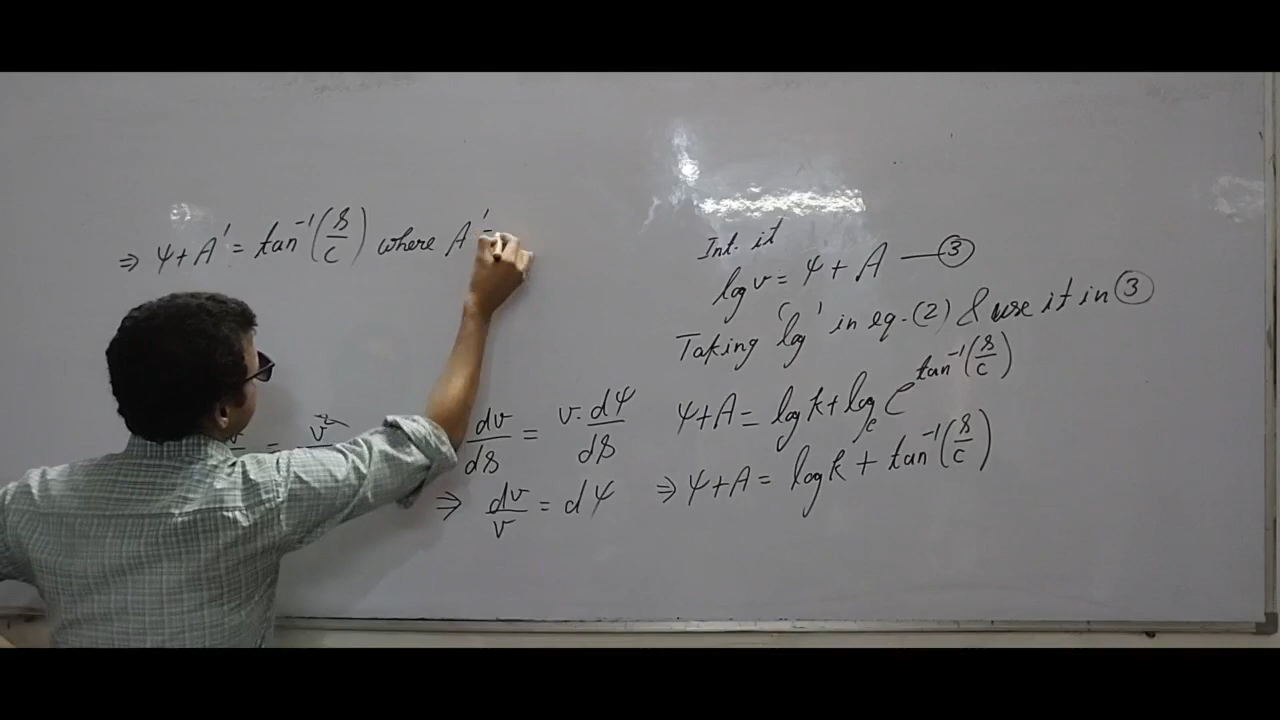 ⇒ ψ+A' = tan⁻¹(s/c) where A' =
= v²
dv/ds = v·dψ/ds
⇒ dv/v = dψ
Int. it
log v = ψ + A —③
Taking 'log' in eq.(2) & use it in ③
ψ+A = log k + logₑ e^tan⁻¹(s/c)
⇒ ψ+A = log k + tan⁻¹(s/c)